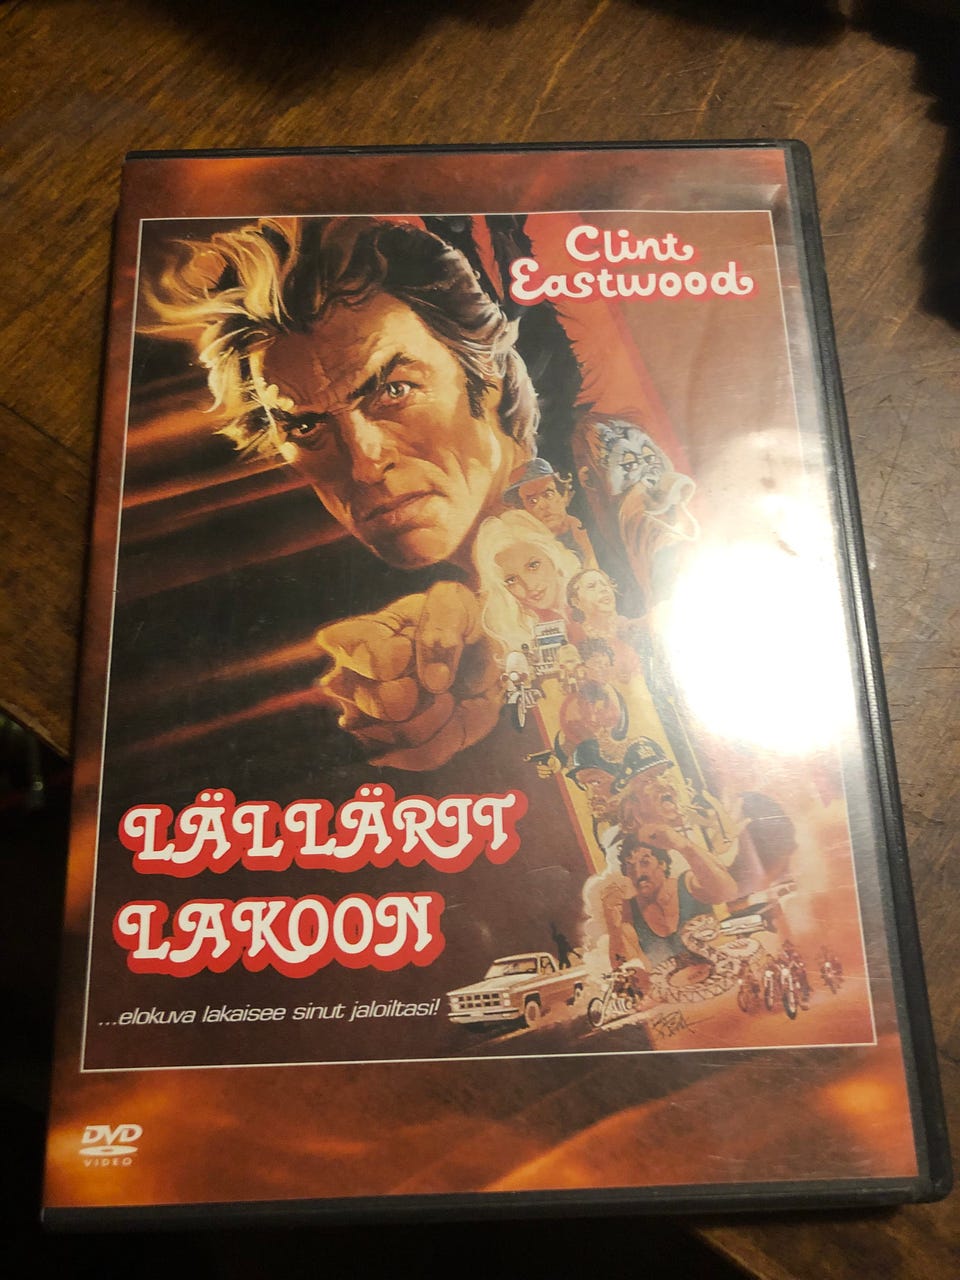 Clint
Eastwood
LÄLLÄRIT
LAKOON
...elokuva lakaisee sinut jaloiltasi!
DVD
VIDEO